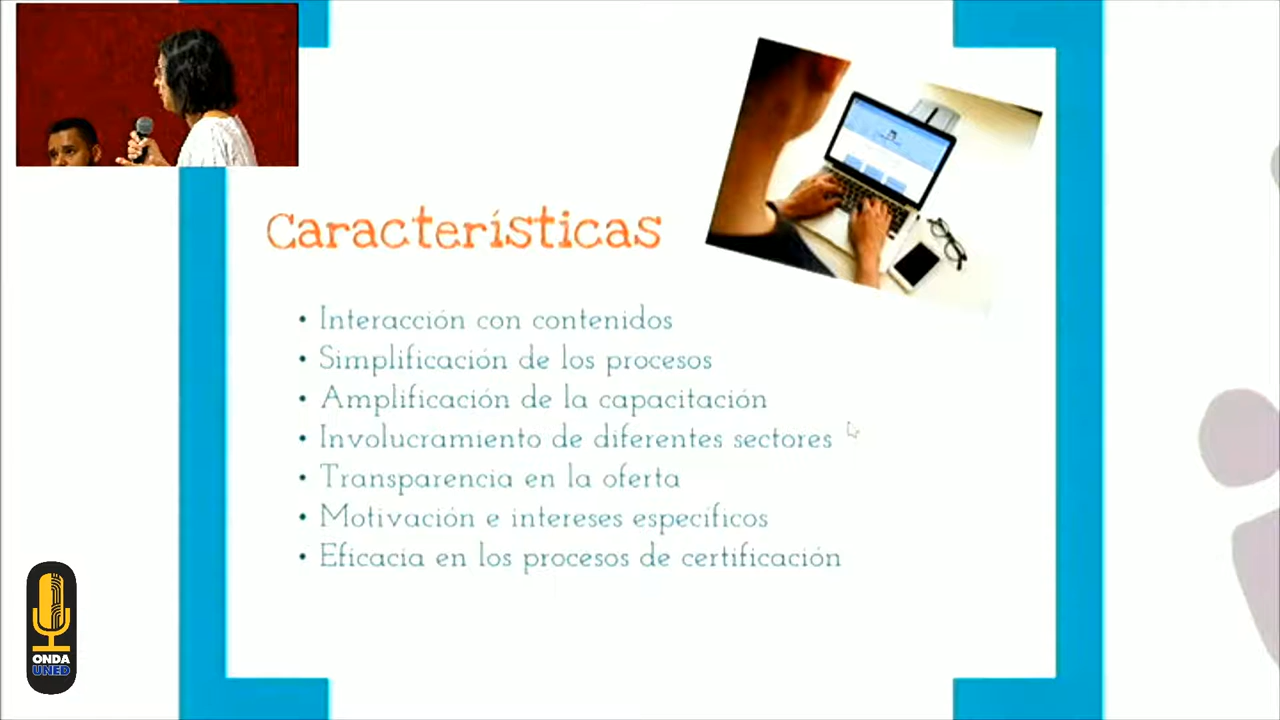 Características
• Interacción con contenidos
• Simplificación de los procesos
• Amplificación de la capacitación
• Involucramiento de diferentes sectores
• Transparencia en la oferta
• Motivación e intereses específicos
• Eficacia en los procesos de certificación
ONDA
UNED